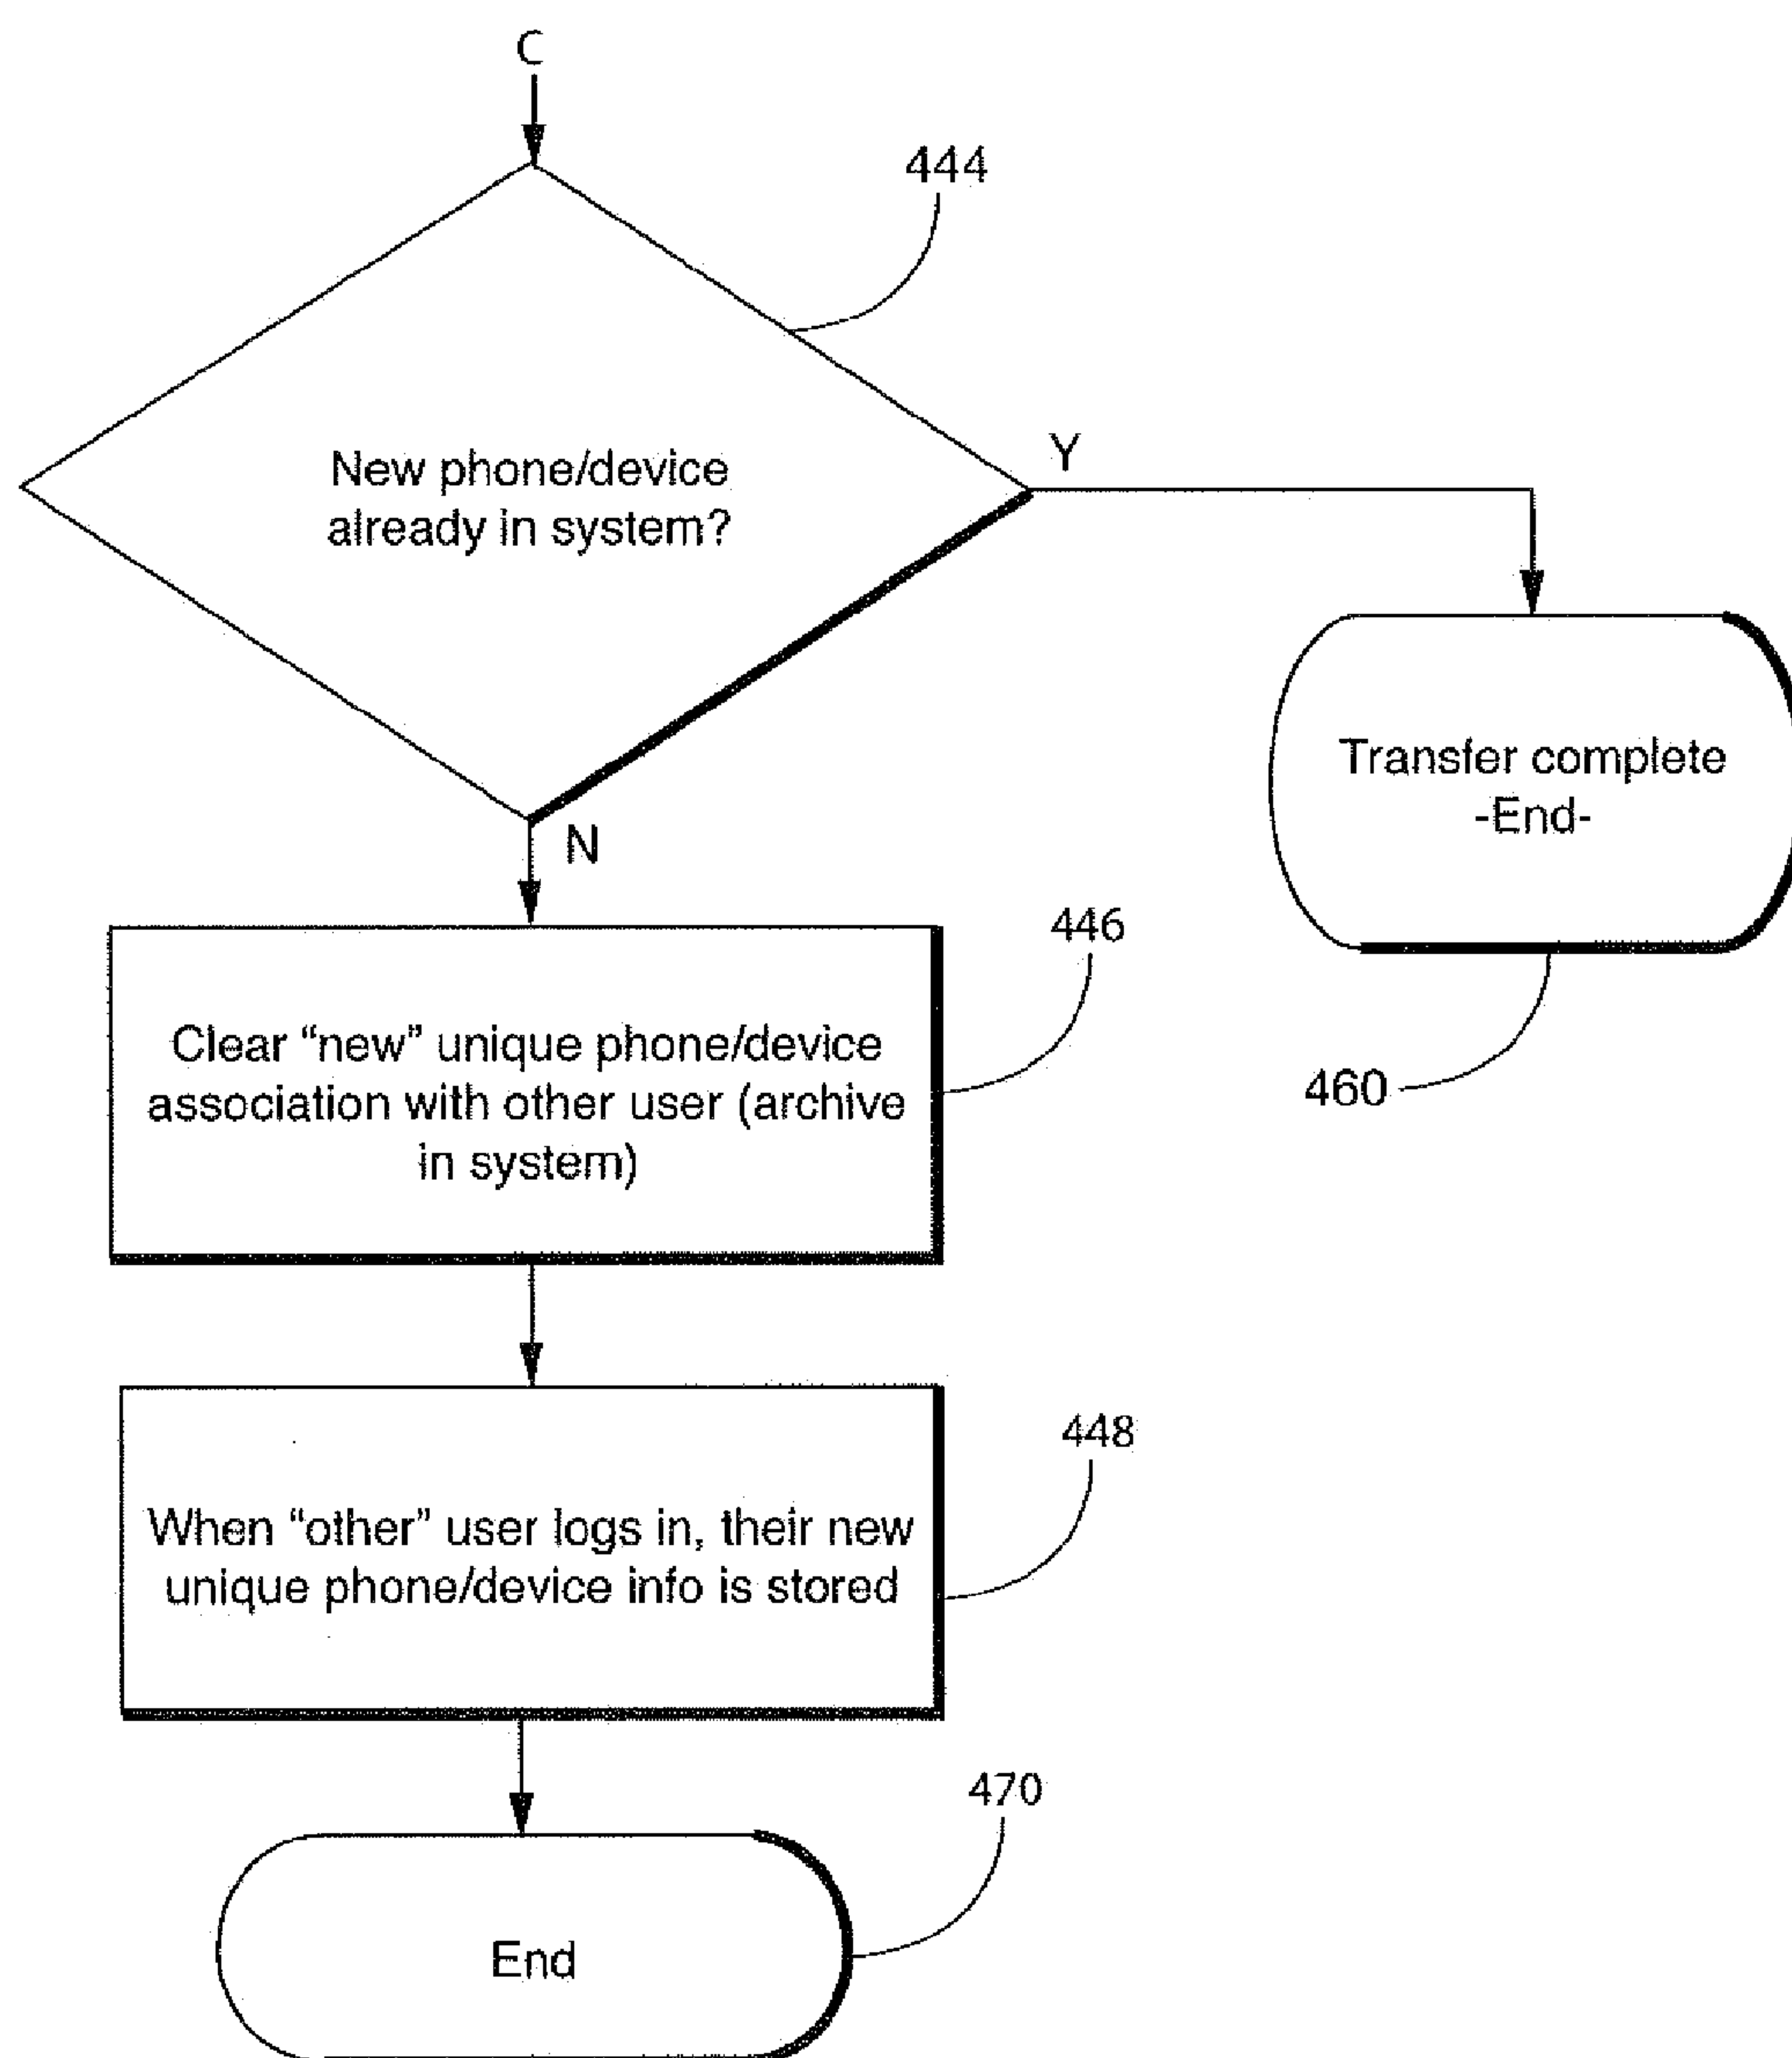 C
444
New phone/device
already in system?
Y
N
Transfer complete
-End-
460
446
Clear “new” unique phone/device
association with other user (archive
in system)
448
When “other” user logs in, their new
unique phone/device info is stored
470
End